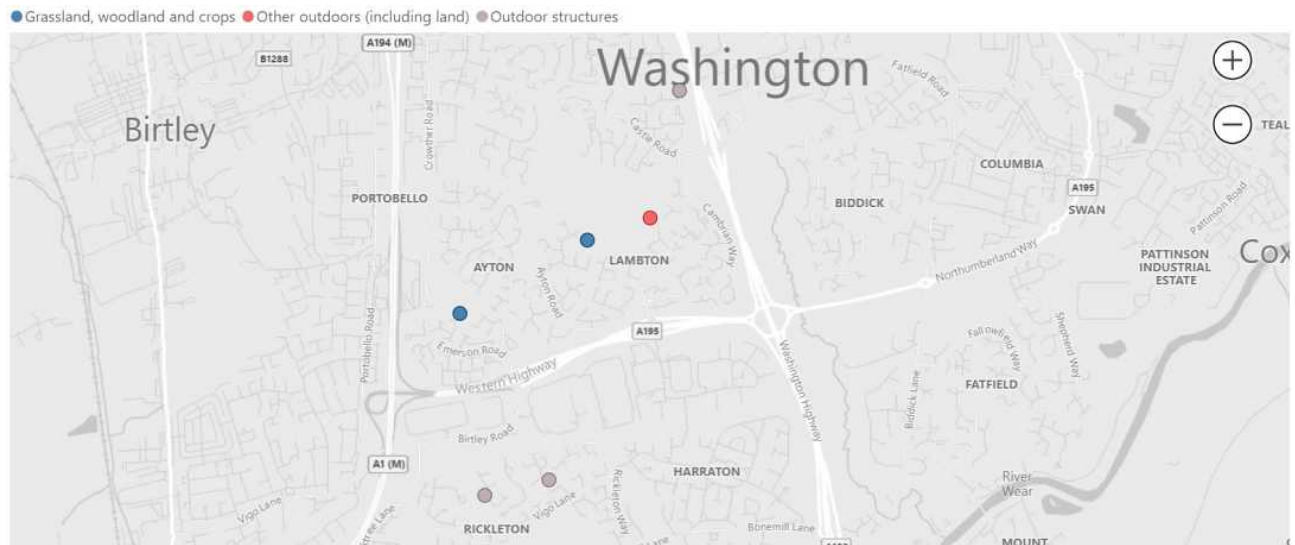 Grassland, woodland and crops Other outdoors (including land) Outdoor structures
A194 (M)
B1288
Washington
Fatfield Road
Birtley
Crowther Road
Castle Road
TEAL
COLUMBIA
PORTOBELLO
A195
BIDDICK
SWAN
Pattinson Road
Cambrian Way
Northumberland Way
PATTINSON
INDUSTRIAL
ESTATE
Cox
AYTON
LAMBTON
Ayton Road
Portobello Road
A195
Emerson Road
Western Highway
Washington Highway
Fallowfield Way
Shepherd Way
FATFIELD
Biddick Lane
Birtley Road
A1 (M)
HARRATON
River
Wear
Vigo Lane
Vigo Lane
Rickleton Way
RICKLETON
Bonemill Lane
MOUNT